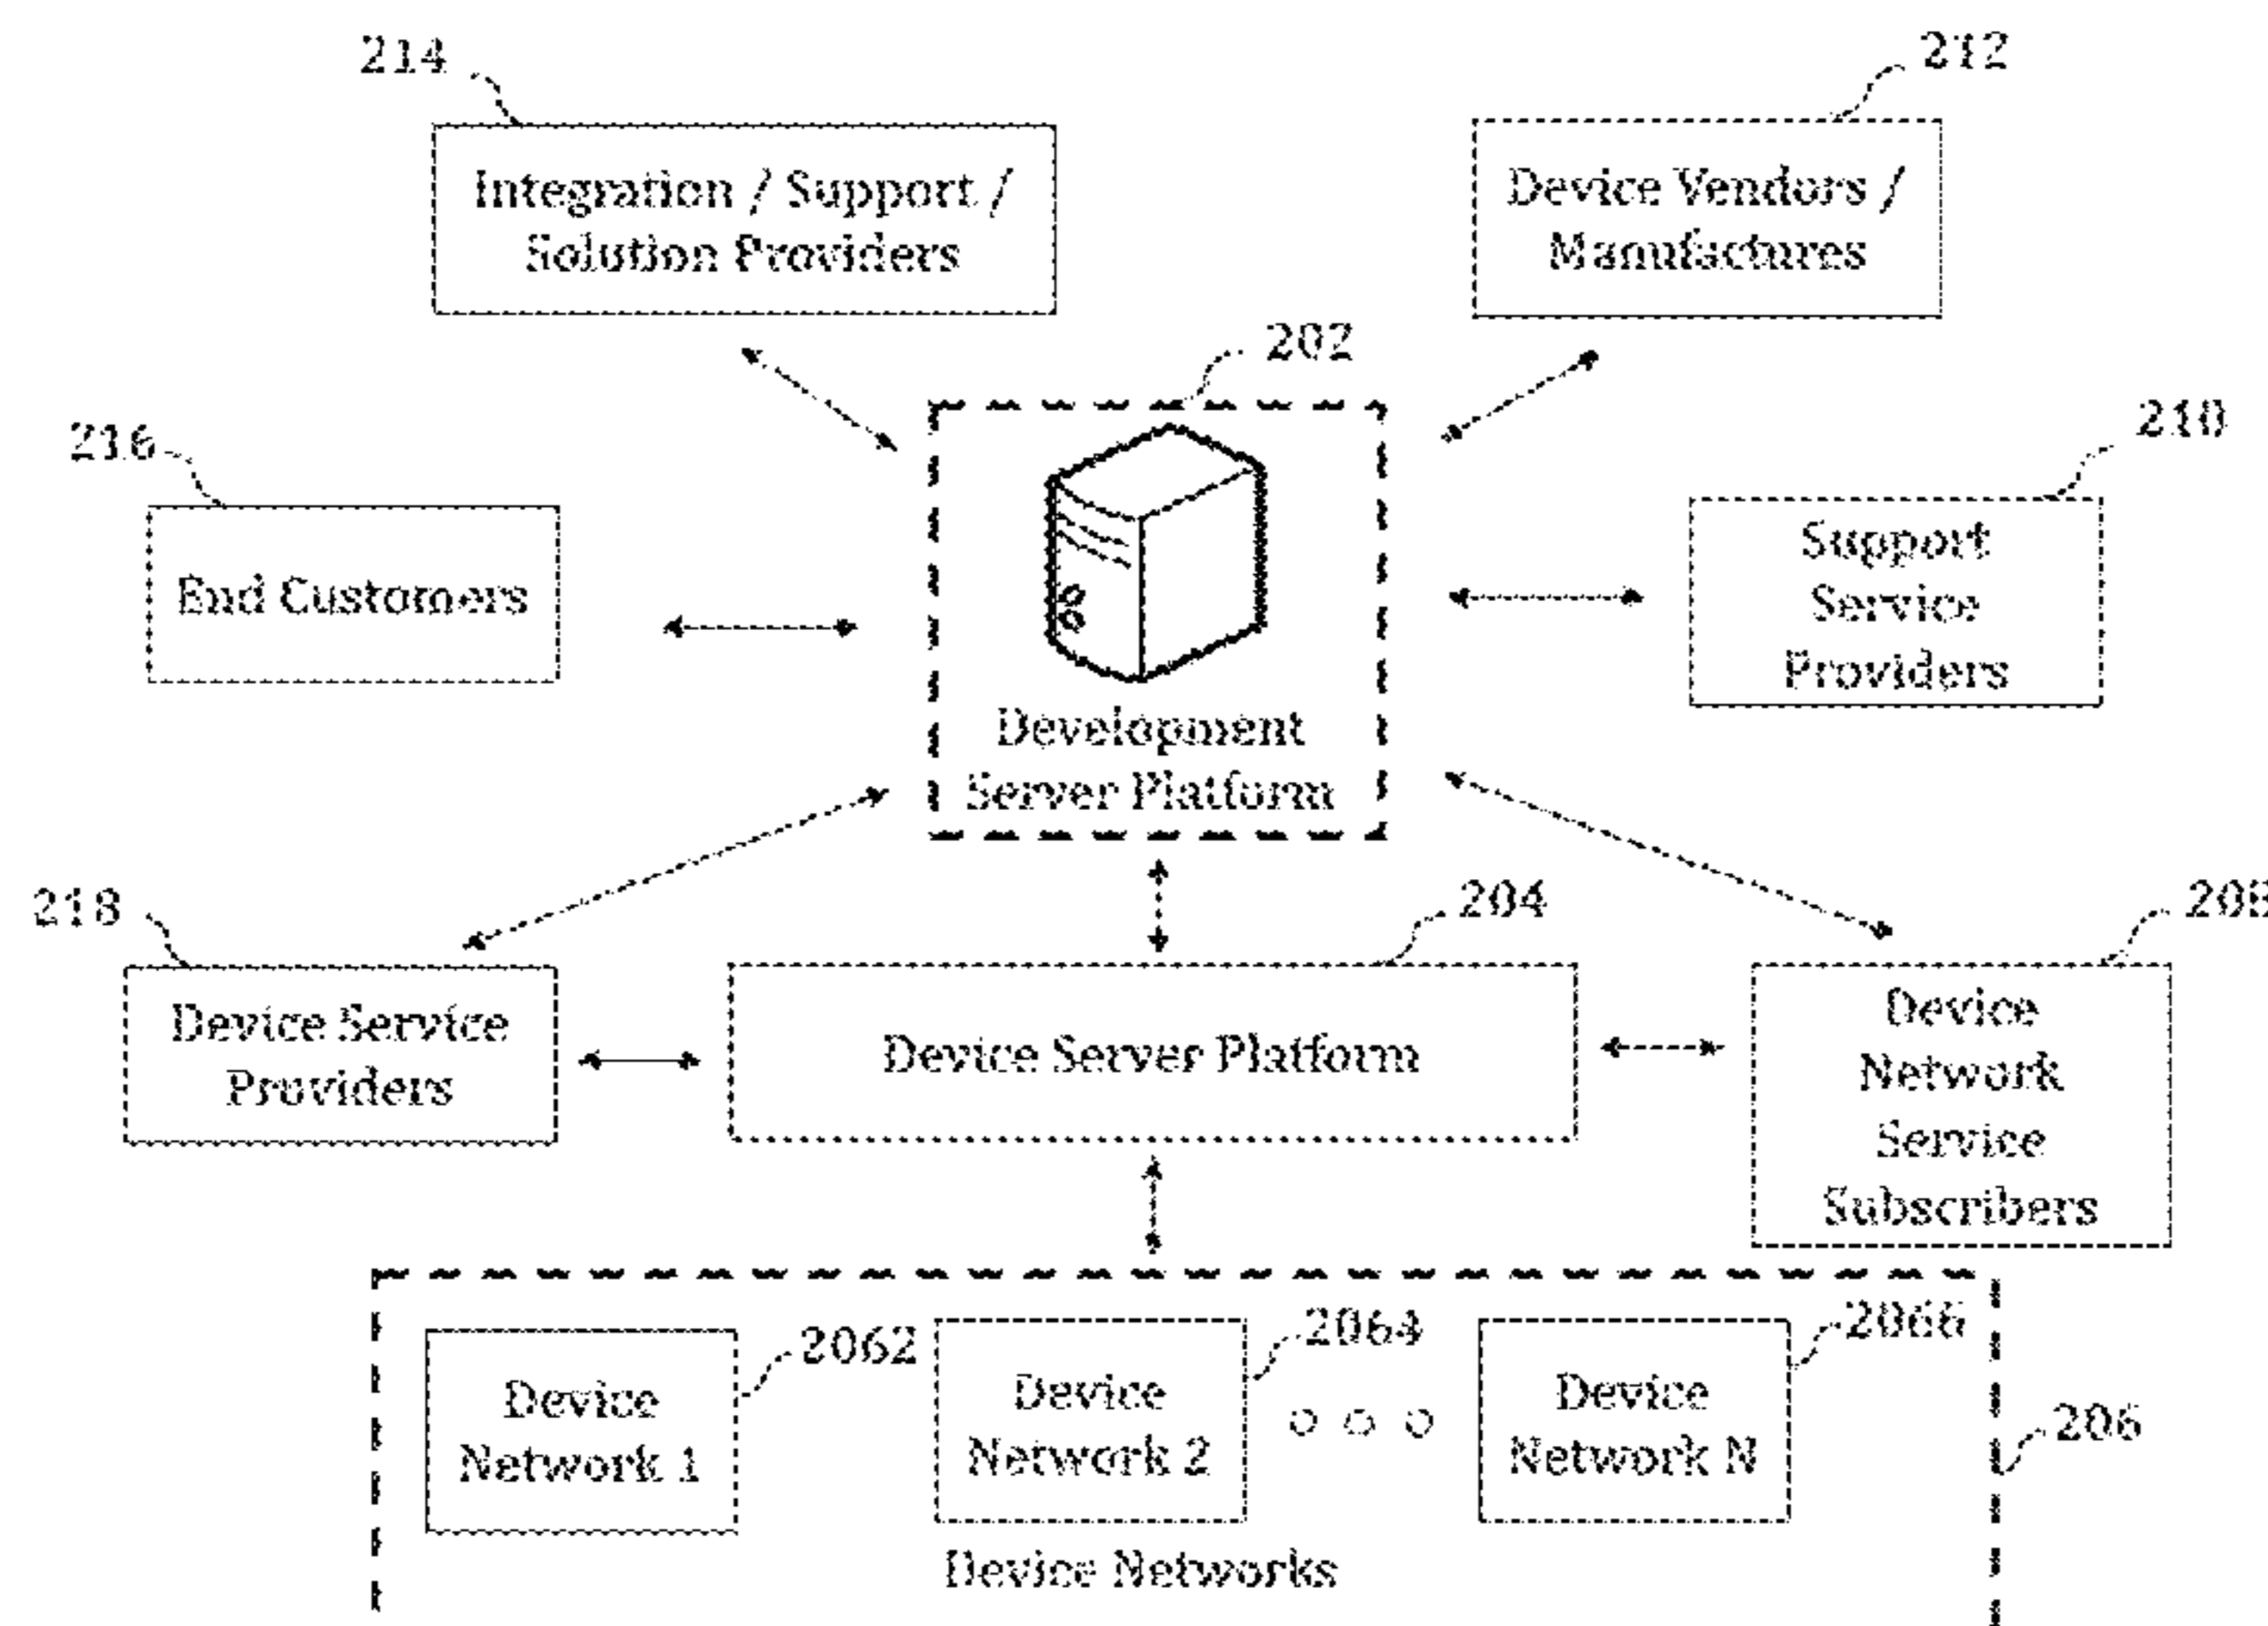 214
212
Integration / Support /
Solution Providers
Device Vendors /
Manufactures
202
216
210
End Customers
Support
Service
Providers
Development
Server Platform
218
204
208
Device Service
Providers
Device Server Platform
Device
Network
Service
Subscribers
2062
2064
2066
Device
Network 1
Device
Network 2
Device
Network N
206
Device Networks